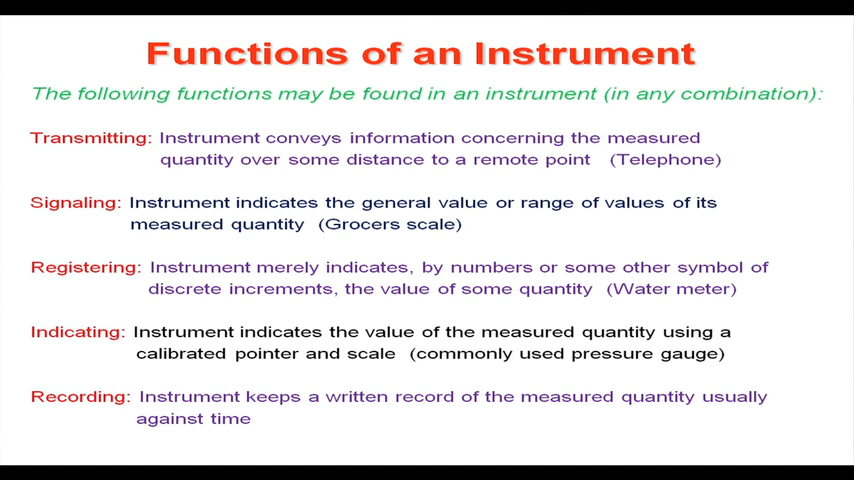 Functions of an Instrument
The following functions may be found in an instrument (in any combination):
Transmitting: Instrument conveys information concerning the measured
quantity over some distance to a remote point (Telephone)
Signaling: Instrument indicates the general value or range of values of its
measured quantity (Grocers scale)
Registering: Instrument merely indicates, by numbers or some other symbol of
discrete increments, the value of some quantity (Water meter)
Indicating: Instrument indicates the value of the measured quantity using a
calibrated pointer and scale (commonly used pressure gauge)
Recording: Instrument keeps a written record of the measured quantity usually
against time